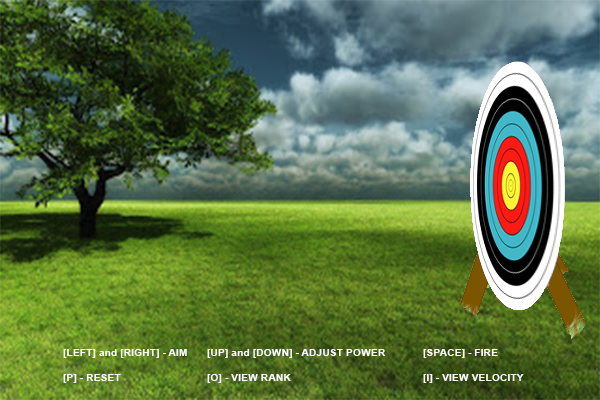 [LEFT] and [RIGHT] - AIM [UP] and [DOWN] - ADJUST POWER [SPACE] - FIRE
[P] - RESET [O] - VIEW RANK [I] - VIEW VELOCITY